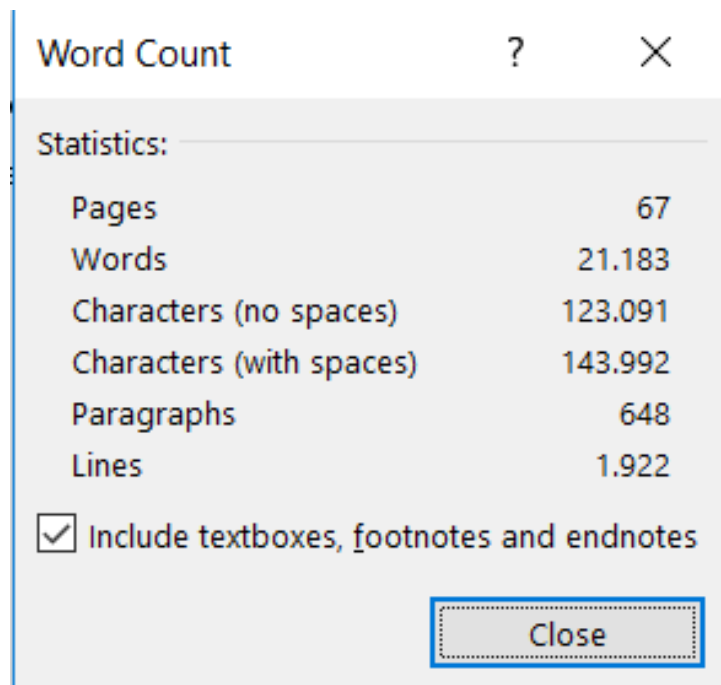 Word Count ?
Statistics:
Pages 67
Words 21.183
Characters (no spaces) 123.091
Characters (with spaces) 143.992
Paragraphs 648
Lines 1.922
Include textboxes, footnotes and endnotes
Close